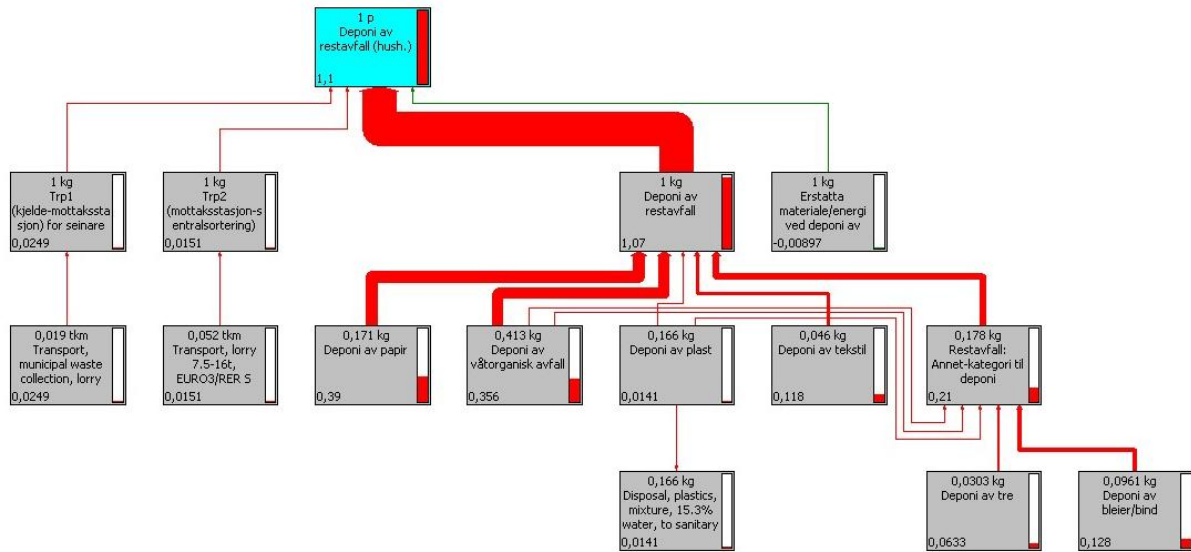 1 p
Deponi av
restavfall (hush.)
1,1
1 kg
Trp1
(kjelde-mottakssta
sjon) for seinare
0,0249
1 kg
Trp2
(mottaksstasjon-s
entralsortering)
0,0151
1 kg
Deponi av
restavfall
1,07
1 kg
Erstatta
materiale/energi
ved deponi av
-0,00897
0,019 tkm
Transport,
municipal waste
collection, lorry
0,0249
0,052 tkm
Transport, lorry
7.5-16t,
EURO3/RER S
0,0151
0,171 kg
Deponi av papir
0,39
0,413 kg
Deponi av
våtorganisk avfall
0,356
0,166 kg
Deponi av plast
0,0141
0,046 kg
Deponi av tekstil
0,118
0,178 kg
Restavfall:
Annet-kategori til
deponi
0,21
0,166 kg
Disposal, plastics,
mixture, 15.3%
water, to sanitary
0,0141
0,0303 kg
Deponi av tre
0,0633
0,0961 kg
Deponi av
bleier/bind
0,128